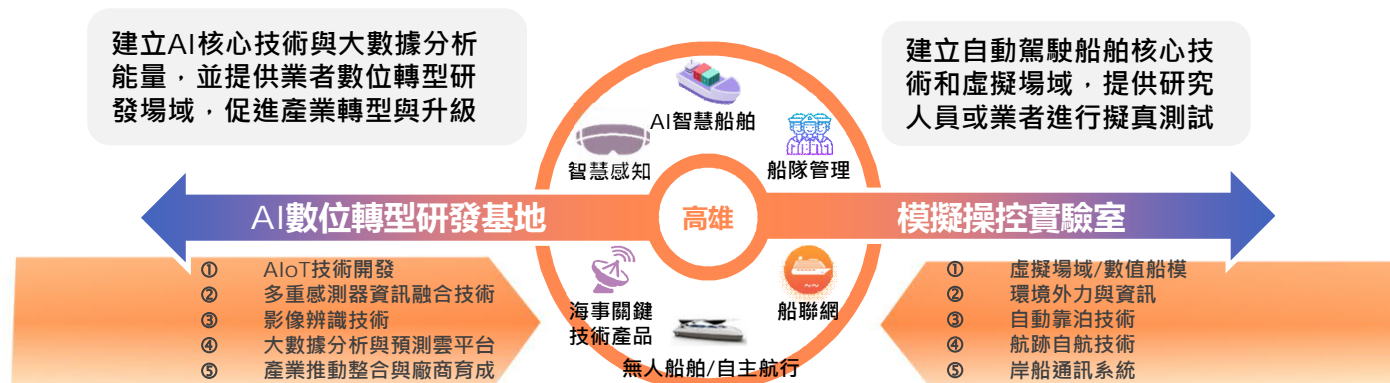 建立AI核心技術與大數據分析
能量，並提供業者數位轉型研
發場域，促進產業轉型與升級
建立自動駕駛船舶核心技
術和虛擬場域，提供研究
人員或業者進行擬真測試
AI智慧船舶
智慧感知
船隊管理
AI數位轉型研發基地
高雄
模擬操控實驗室
① AIoT技術開發
② 多重感測器資訊融合技術
③ 影像辨識技術
④ 大數據分析與預測雲平台
⑤ 產業推動整合與廠商育成
海事關鍵
技術產品
船聯網
無人船舶/自主航行
① 虛擬場域/數值船模
② 環境外力與資訊
③ 自動靠泊技術
④ 航跡自航技術
⑤ 岸船通訊系統